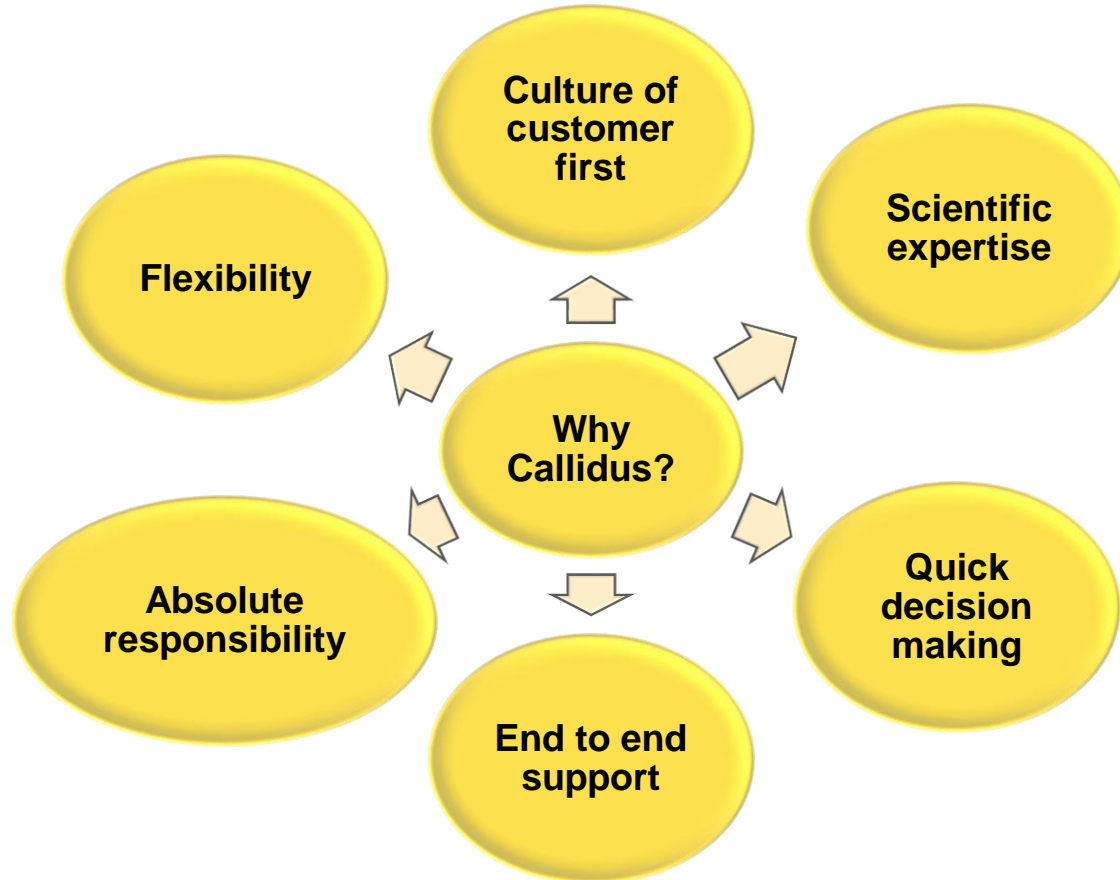 Culture of
customer
first
Scientific
expertise
Flexibility
Why
Callidus?
Quick
decision
making
Absolute
responsibility
End to end
support